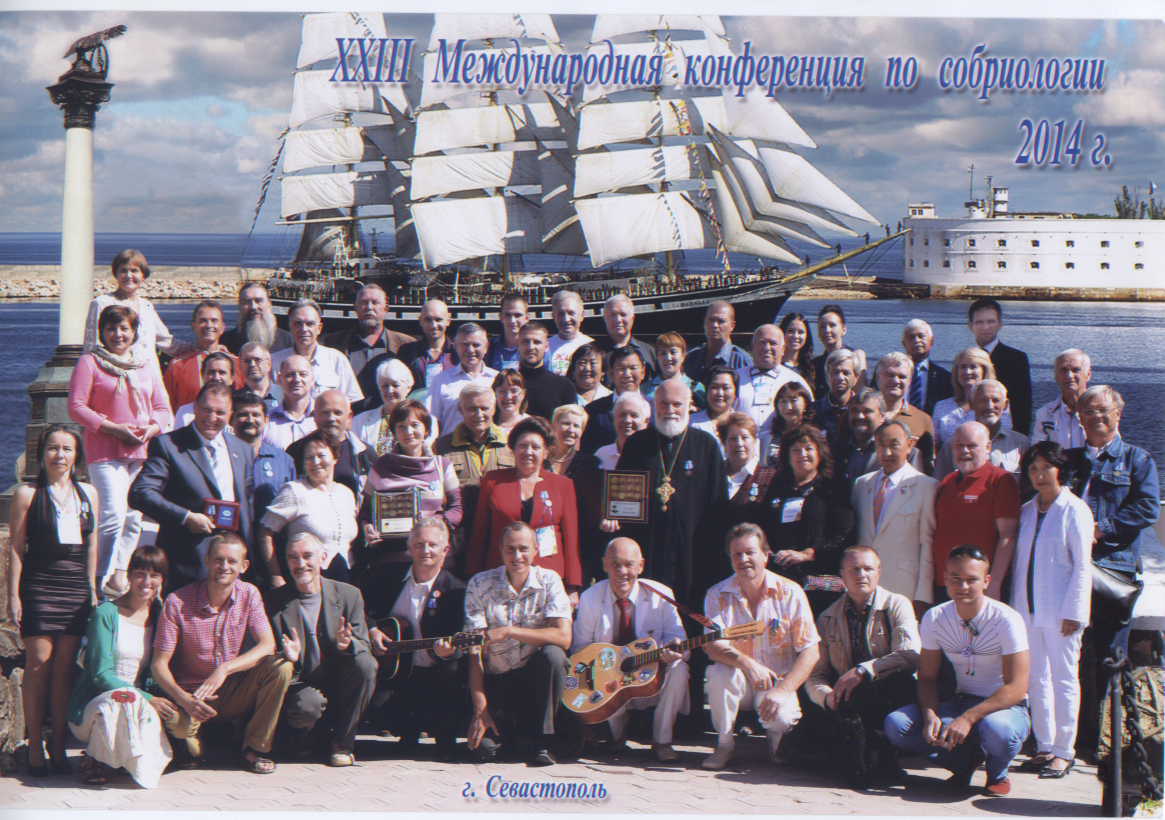 XXIII Международная конференция по собриологии
2014 г.
г. Севастополь